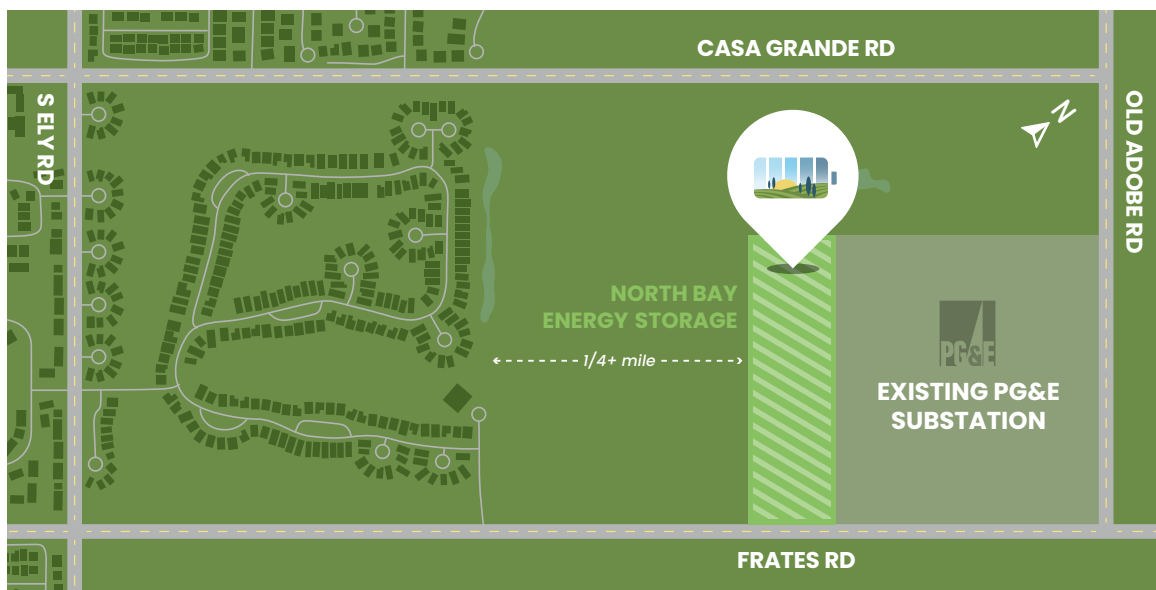 CASA GRANDE RD
S ELY RD
N
OLD ADOBE RD
NORTH BAY
ENERGY STORAGE
1/4+ mile
PG&E
EXISTING PG&E
SUBSTATION
FRATES RD